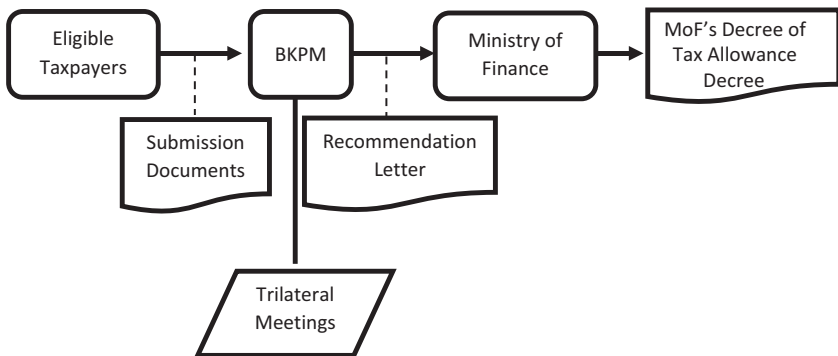 Eligible
Taxpayers
BKPM
Ministry of
Finance
MoF's Decree of
Tax Allowance
Decree
Submission
Documents
Recommendation
Letter
Trilateral
Meetings